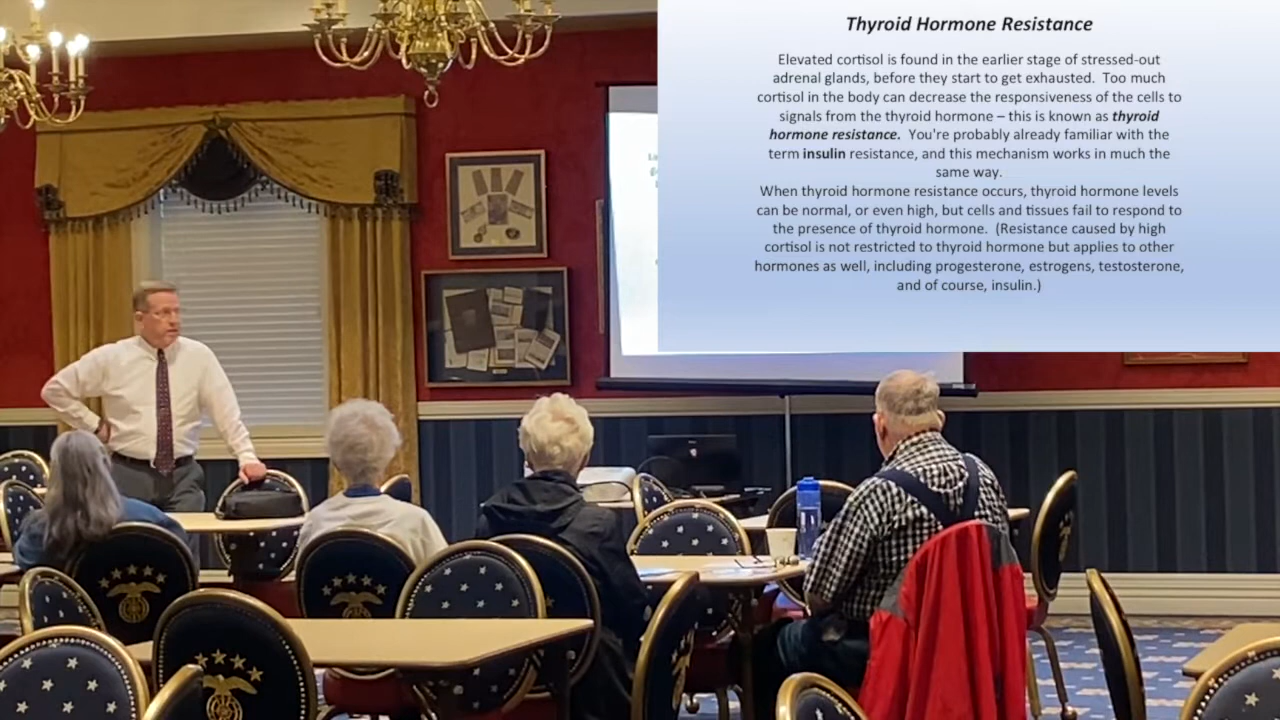 Thyroid Hormone Resistance
Elevated cortisol is found in the earlier stage of stressed-out
adrenal glands, before they start to get exhausted.  Too much
cortisol in the body can decrease the responsiveness of the cells to
signals from the thyroid hormone – this is known as thyroid
hormone resistance.  You're probably already familiar with the
term insulin resistance, and this mechanism works in much the
same way.
When thyroid hormone resistance occurs, thyroid hormone levels
can be normal, or even high, but cells and tissues fail to respond to
the presence of thyroid hormone.  (Resistance caused by high
cortisol is not restricted to thyroid hormone but applies to other
hormones as well, including progesterone, estrogens, testosterone,
and of course, insulin.)